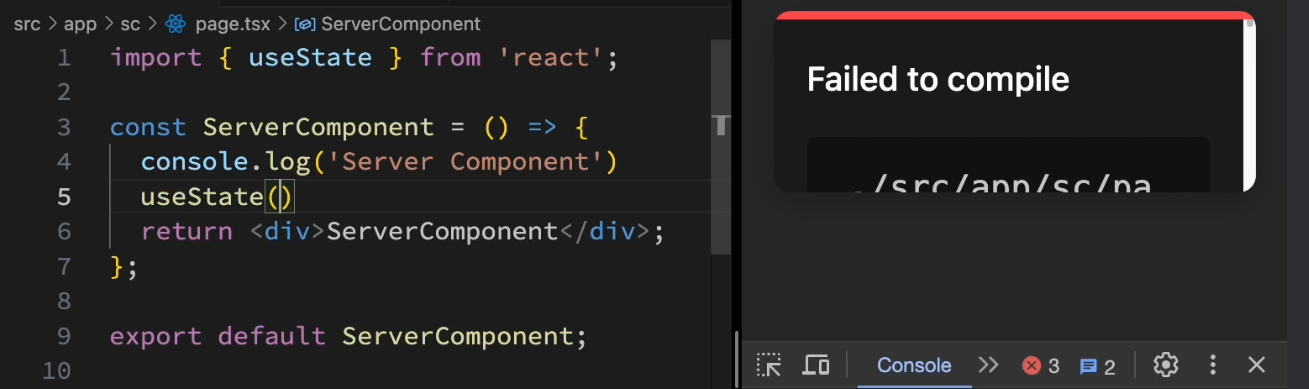 src > app > sc > page.tsx > ServerComponent
1 import { useState } from 'react';
2
3 const ServerComponent = () => {
4 console.log('Server Component')
5 useState()
6 return <div>ServerComponent</div>;
7 };
8
9 export default ServerComponent;
10
Failed to compile
./src/app/sc/pa
Console >> 3 2